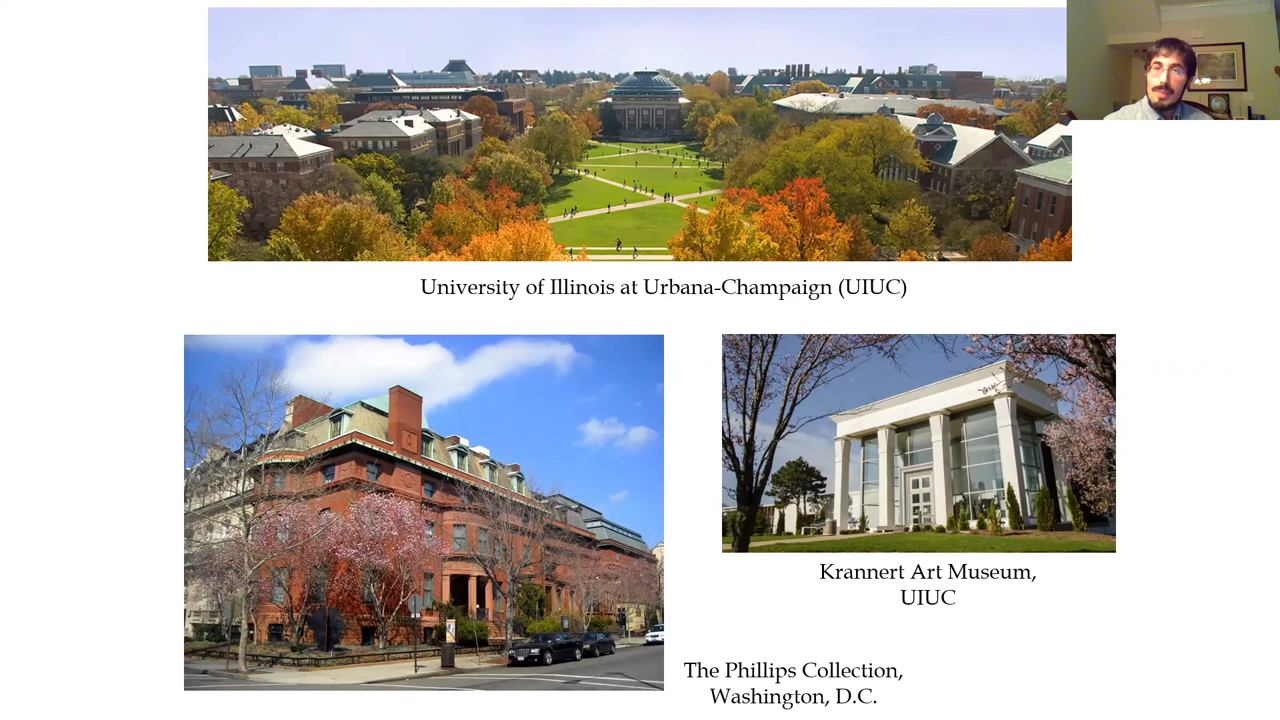 University of Illinois at Urbana-Champaign (UIUC)
Krannert Art Museum,
UIUC
The Phillips Collection,
Washington, D.C.